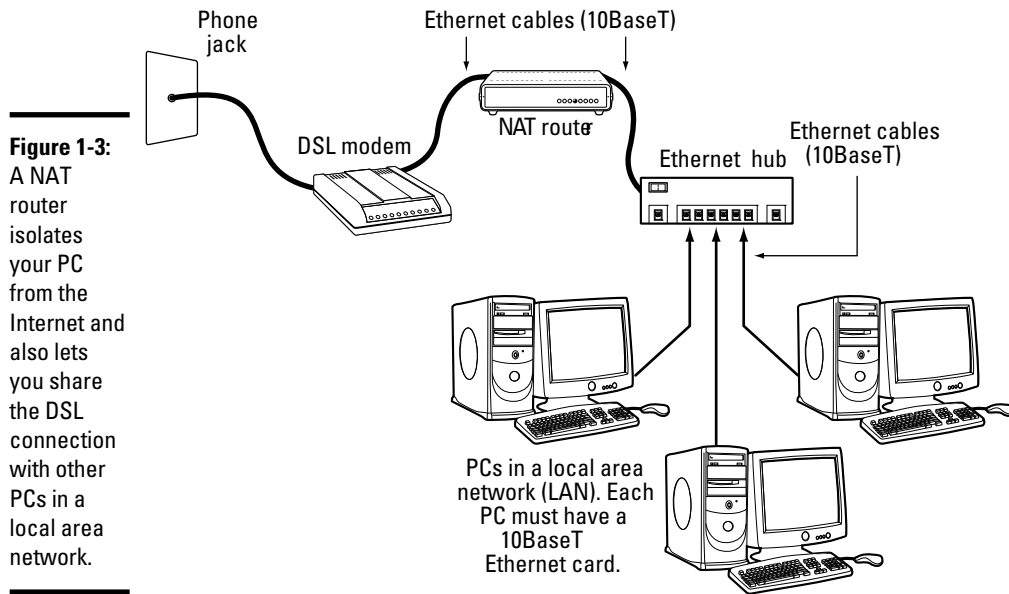 Phone
jack
Ethernet cables (10BaseT)
NAT router
DSL modem
Ethernet hub
Ethernet cables
(10BaseT)
Figure 1-3:
A NAT
router
isolates
your PC
from the
Internet and
also lets
you share
the DSL
connection
with other
PCs in a
local area
network.
PCs in a local area
network (LAN). Each
PC must have a
10BaseT
Ethernet card.